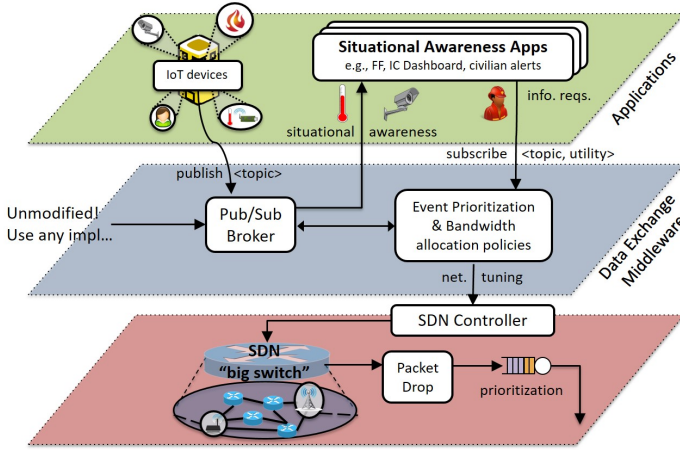 Situational Awareness Apps
e.g., FF, IC Dashboard, civilian alerts
IoT devices
info. reqs.
Applications
situational awareness
subscribe <topic, utility>
publish <topic>
Unmodified!
Use any impl...
Pub/Sub
Broker
Event Prioritization
& Bandwidth
allocation policies
Data Exchange
Middleware
net. tuning
SDN Controller
SDN
“big switch”
Packet
Drop
prioritization